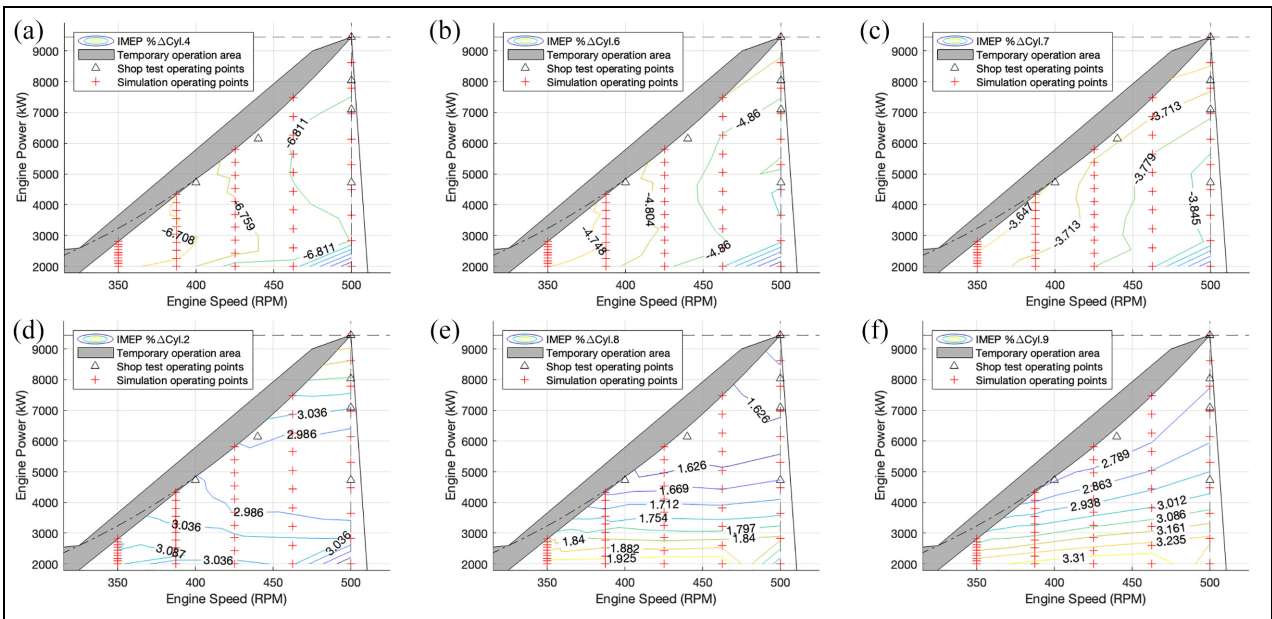 (a)
IMEP %ΔCyl.4
Temporary operation area
Shop test operating points
Simulation operating points
Engine Power (kW)
9000
8000
7000
6000
5000
4000
3000
2000
-6.811
-6.759
-6.708
-6.811
350
400
450
500
Engine Speed (RPM)
(b)
IMEP %ΔCyl.6
Temporary operation area
Shop test operating points
Simulation operating points
Engine Power (kW)
9000
8000
7000
6000
5000
4000
3000
2000
-4.86
-4.804
-4.748
-4.86
350
400
450
500
Engine Speed (RPM)
(c)
IMEP %ΔCyl.7
Temporary operation area
Shop test operating points
Simulation operating points
Engine Power (kW)
9000
8000
7000
6000
5000
4000
3000
2000
-3.713
-3.779
-3.647
-3.845
-3.713
350
400
450
500
Engine Speed (RPM)
(d)
IMEP %ΔCyl.2
Temporary operation area
Shop test operating points
Simulation operating points
Engine Power (kW)
9000
8000
7000
6000
5000
4000
3000
2000
3.036
2.986
2.986
3.036
3.087
3.036
3.036
350
400
450
500
Engine Speed (RPM)
(e)
IMEP %ΔCyl.8
Temporary operation area
Shop test operating points
Simulation operating points
Engine Power (kW)
9000
8000
7000
6000
5000
4000
3000
2000
1.626
1.626
1.669
1.712
1.754
1.797
1.84
1.84
1.882
1.925
350
400
450
500
Engine Speed (RPM)
(f)
IMEP %ΔCyl.9
Temporary operation area
Shop test operating points
Simulation operating points
Engine Power (kW)
9000
8000
7000
6000
5000
4000
3000
2000
2.789
2.863
2.938
3.012
3.086
3.161
3.235
3.31
350
400
450
500
Engine Speed (RPM)